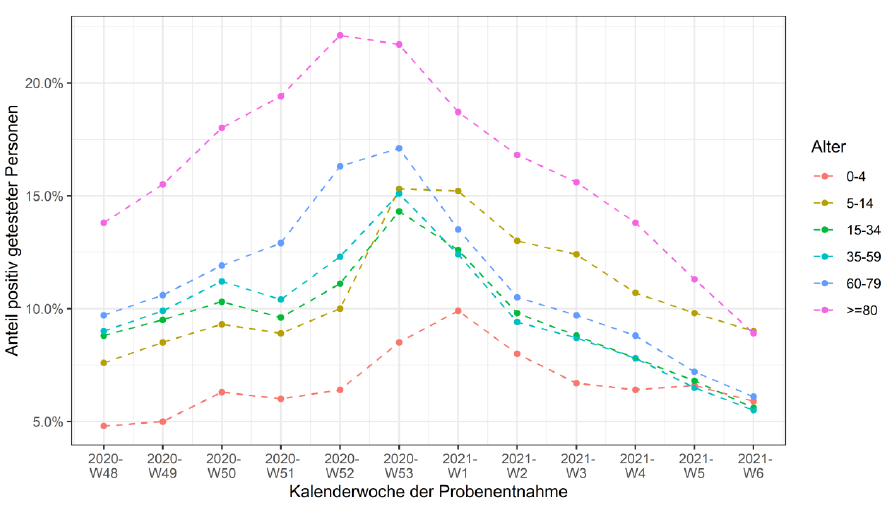 Anteil positiv getesteter Personen
20.0%
15.0%
10.0%
5.0%
2020-
W48
2020-
W49
2020-
W50
2020-
W51
2020-
W52
2020-
W53
2021-
W1
2021-
W2
2021-
W3
2021-
W4
2021-
W5
2021-
W6
Kalenderwoche der Probenentnahme
Alter
0-4
5-14
15-34
35-59
60-79
>=80